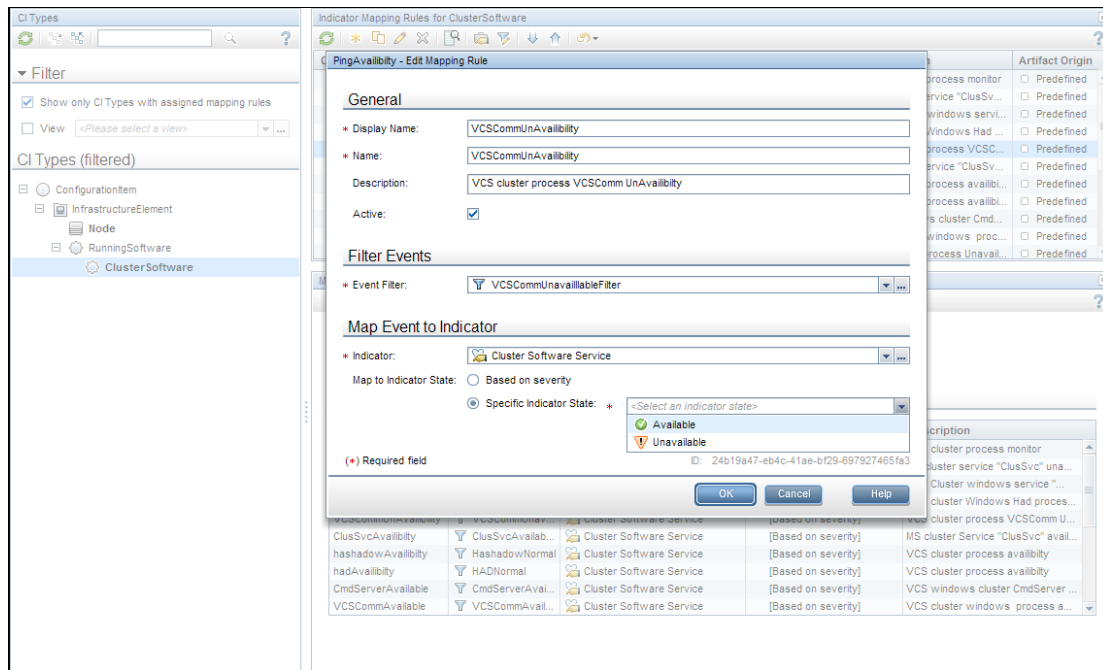 CI Types
Filter
Show only CI Types with assigned mapping rules
View <Please select a view> ...
CI Types (filtered)
ConfigurationItem
InfrastructureElement
Node
RunningSoftware
ClusterSoftware
Indicator Mapping Rules for ClusterSoftware
Artifact Origin
process monitor Predefined
ervice "ClusSv... Predefined
windows servi... Predefined
Windows Had ... Predefined
process VCSC... Predefined
ervice "ClusSv... Predefined
process availibi... Predefined
process availibi... Predefined
s cluster Cmd... Predefined
windows proc... Predefined
rocess Unavail... Predefined
PingAvailibilty - Edit Mapping Rule
General
* Display Name: VCSCommUnAvailibility
* Name: VCSCommUnAvailibility
Description: VCS cluster process VCSComm UnAvailibilty
Active:
Filter Events
* Event Filter: VCSCommUnavaillableFilter ...
Map Event to Indicator
* Indicator: Cluster Software Service ...
Map to Indicator State: Based on severity
Specific Indicator State: * <Select an indicator state>
Available
Unavailable
(*) Required field ID: 24b19a47-eb4c-41ae-bf29-697927465fa3
OK Cancel Help
cription
cluster process monitor
cluster service "ClusSvc" una...
Cluster windows service "...
cluster Windows Had proces...
VCSCommonAvailibility VCSCommonav... Cluster Software Service [Based on severity] VCS cluster process VCSComm U...
ClusSvcAvailibilty ClusSvcAvailab... Cluster Software Service [Based on severity] MS cluster Service "ClusSvc" avail...
hashadowAvailibilty HashadowNormal Cluster Software Service [Based on severity] VCS cluster process availibilty
hadAvailibilty HADNormal Cluster Software Service [Based on severity] VCS cluster process availibilty
CmdServerAvailable CmdServerAvai... Cluster Software Service [Based on severity] VCS windows cluster CmdServer
VCSCommAvailable VCSCommAvail... Cluster Software Service [Based on severity] VCS cluster windows process a...